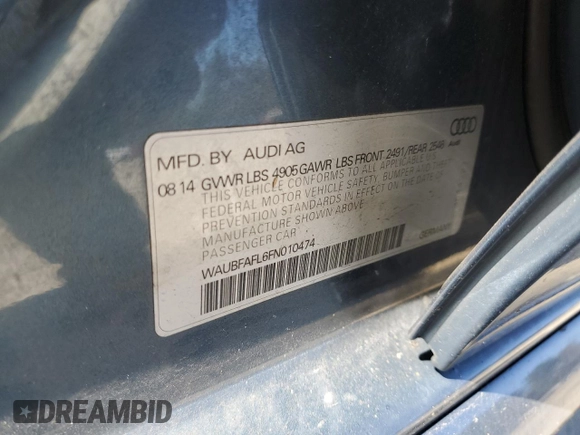 MFD. BY AUDI AG
08 14 GVWR LBS 4905 GAWR LBS FRONT 2491/REAR 2546
Audi
THIS VEHICLE CONFORMS TO ALL APPLICABLE U.S.
FEDERAL MOTOR VEHICLE SAFETY, BUMPER AND THEFT
PREVENTION STANDARDS IN EFFECT ON THE DATE OF
MANUFACTURE SHOWN ABOVE.
PASSENGER CAR
WAUBFAFL6FN010474
GERMANY
DREAMBID